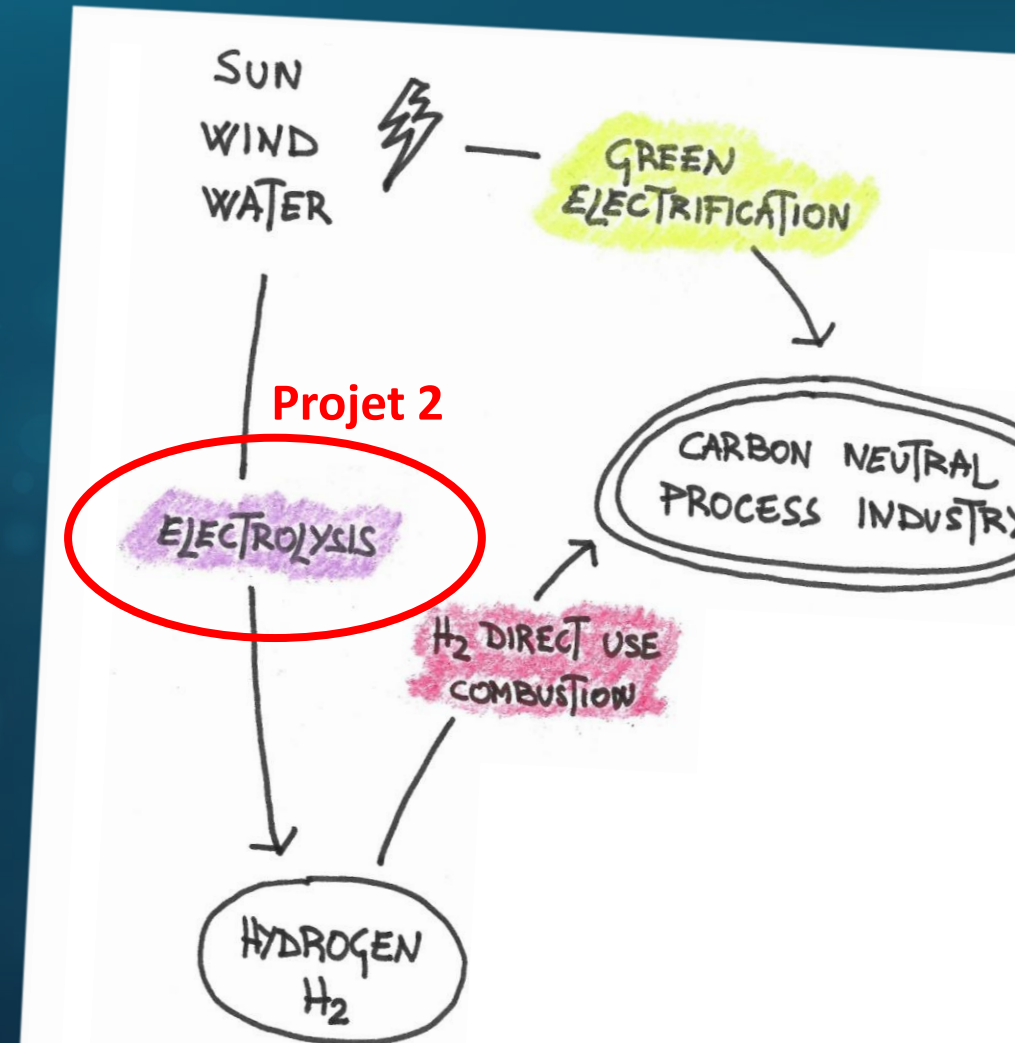 SUN
WIND
WATER
GREEN
ELECTRIFICATION
Projet 2
CARBON NEUTRAL
PROCESS INDUSTRY
ELECTROLYSIS
H₂ DIRECT USE
COMBUSTION
HYDROGEN
H₂